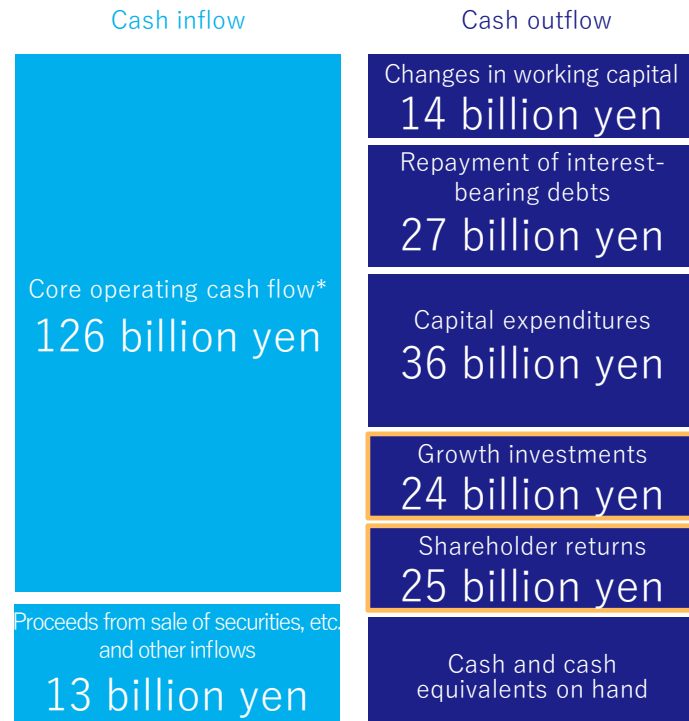 Cash inflow
Core operating cash flow*
126 billion yen
Proceeds from sale of securities, etc.
and other inflows
13 billion yen
Cash outflow
Changes in working capital
14 billion yen
Repayment of interest-
bearing debts
27 billion yen
Capital expenditures
36 billion yen
Growth investments
24 billion yen
Shareholder returns
25 billion yen
Cash and cash
equivalents on hand